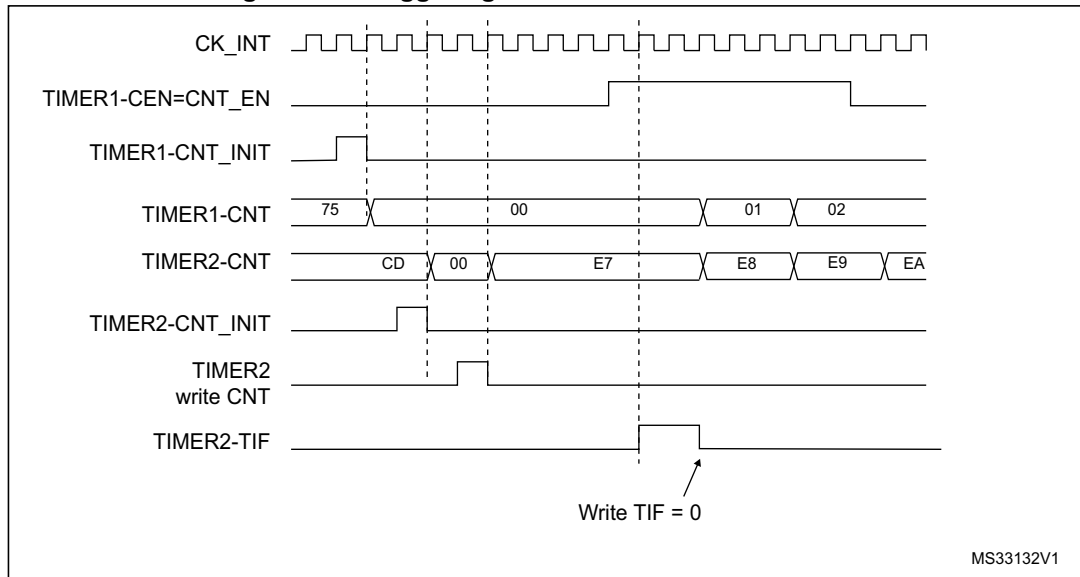 CK_INT
TIMER1-CEN=CNT_EN
TIMER1-CNT_INIT
TIMER1-CNT
75
00
01
02
TIMER2-CNT
CD
00
E7
E8
E9
EA
TIMER2-CNT_INIT
TIMER2
write CNT
TIMER2-TIF
Write TIF = 0
MS33132V1